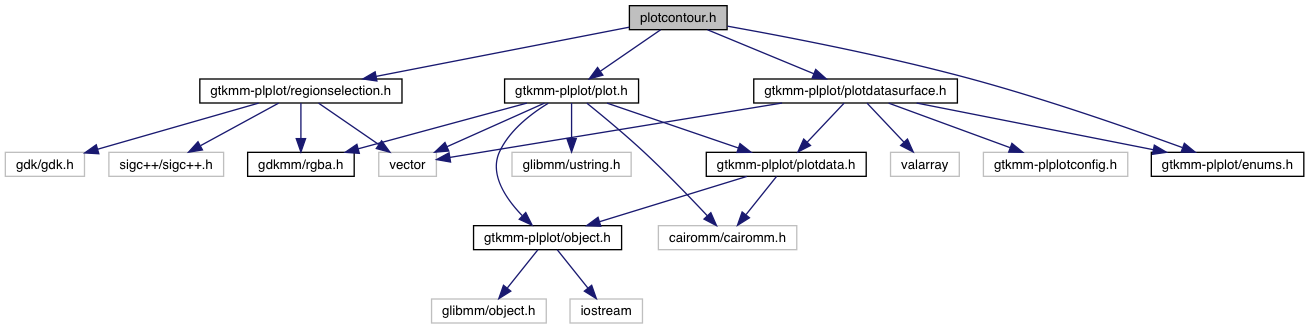 plotcontour.h
gtkmm-plplot/regionselection.h
gtkmm-plplot/plot.h
gtkmm-plplot/plotdatasurface.h
gdk/gdk.h
sigc++/sigc++.h
gdkmm/rgba.h
vector
glibmm/ustring.h
gtkmm-plplot/plotdata.h
valarray
gtkmm-plplotconfig.h
gtkmm-plplot/enums.h
gtkmm-plplot/object.h
cairomm/cairomm.h
glibmm/object.h
iostream